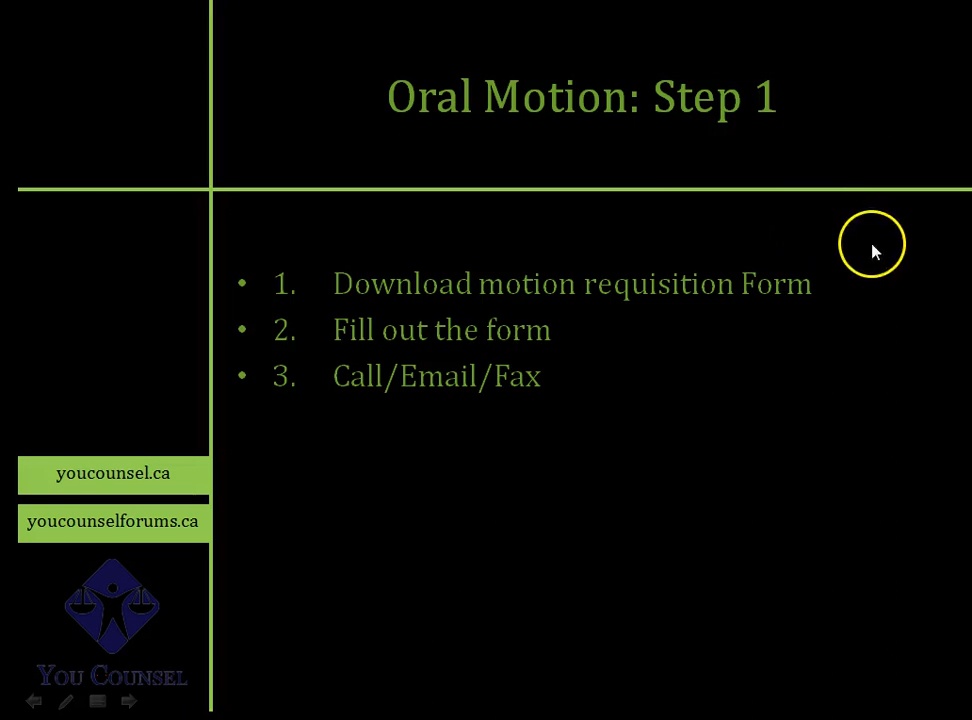 Oral Motion: Step 1
• 1. Download motion requisition Form
• 2. Fill out the form
• 3. Call/Email/Fax
youcounsel.ca
youcounselforums.ca
YOU COUNSEL